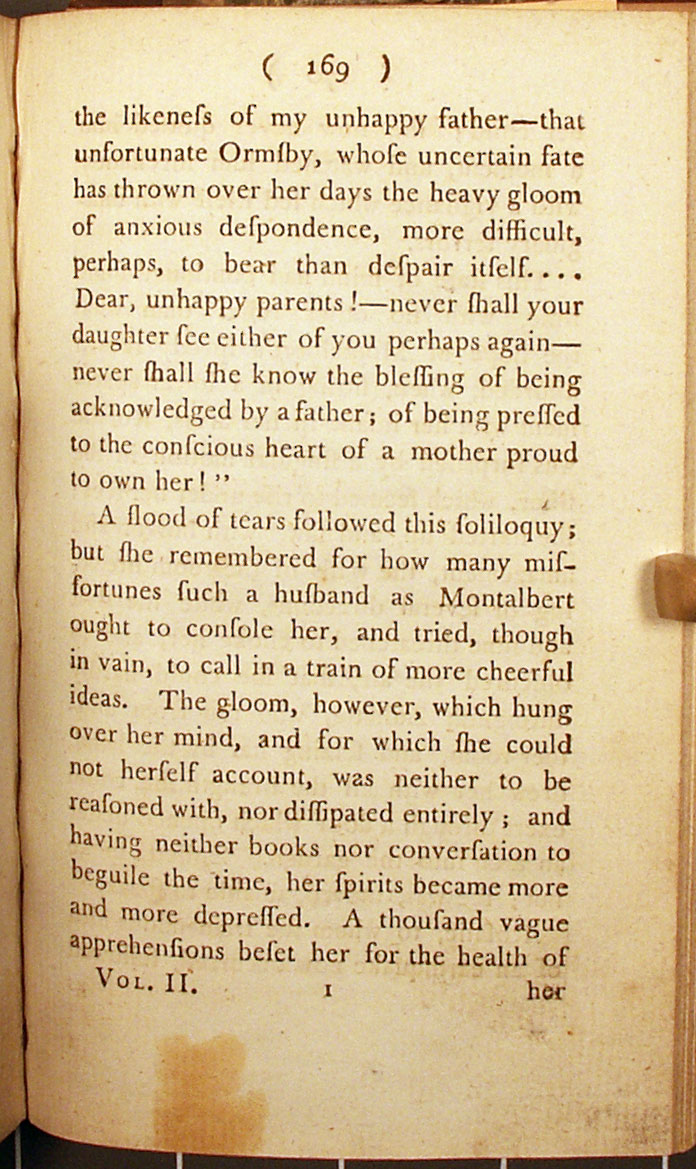 ( 169 )
the likeneſs of my unhappy father—that
unfortunate Ormſby, whoſe uncertain fate
has thrown over her days the heavy gloom
of anxious deſpondence, more difficult,
perhaps, to bear than deſpair itſelf....
Dear, unhappy parents!—never ſhall your
daughter ſee either of you perhaps again—
never ſhall ſhe know the bleſſing of being
acknowledged by a father; of being preſſed
to the conſcious heart of a mother proud
to own her!”
A flood of tears followed this ſoliloquy;
but ſhe remembered for how many miſ-
fortunes ſuch a huſband as Montalbert
ought to conſole her, and tried, though
in vain, to call in a train of more cheerful
ideas. The gloom, however, which hung
over her mind, and for which ſhe could
not herſelf account, was neither to be
reaſoned with, nor diſſipated entirely; and
having neither books nor converſation to
beguile the time, her ſpirits became more
and more depreſſed. A thouſand vague
apprehenſions beſet her for the health of
VOL. II. I her